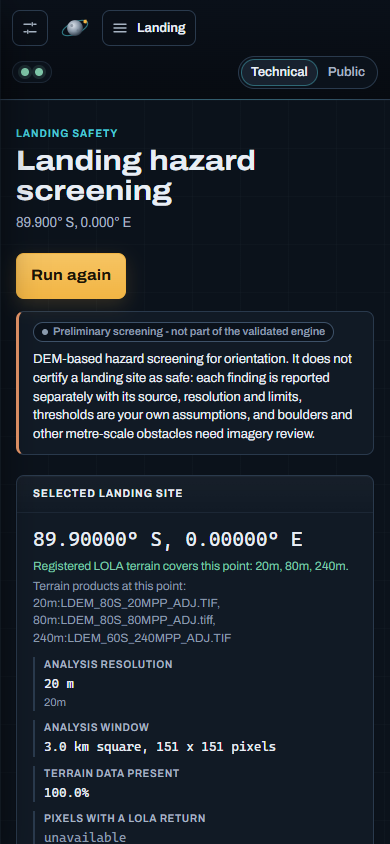 Landing
Technical Public
LANDING SAFETY
Landing hazard
screening
89.900° S, 0.000° E
Run again
Preliminary screening - not part of the validated engine
DEM-based hazard screening for orientation. It does not
certify a landing site as safe: each finding is reported
separately with its source, resolution and limits,
thresholds are your own assumptions, and boulders and
other metre-scale obstacles need imagery review.
SELECTED LANDING SITE
89.90000° S, 0.00000° E
Registered LOLA terrain covers this point: 20m, 80m, 240m.
Terrain products at this point:
20m:LDEM_80S_20MPP_ADJ.TIF,
80m:LDEM_80S_80MPP_ADJ.tiff,
240m:LDEM_60S_240MPP_ADJ.TIF
ANALYSIS RESOLUTION
20 m
20m
ANALYSIS WINDOW
3.0 km square, 151 x 151 pixels
TERRAIN DATA PRESENT
100.0%
PIXELS WITH A LOLA RETURN
unavailable